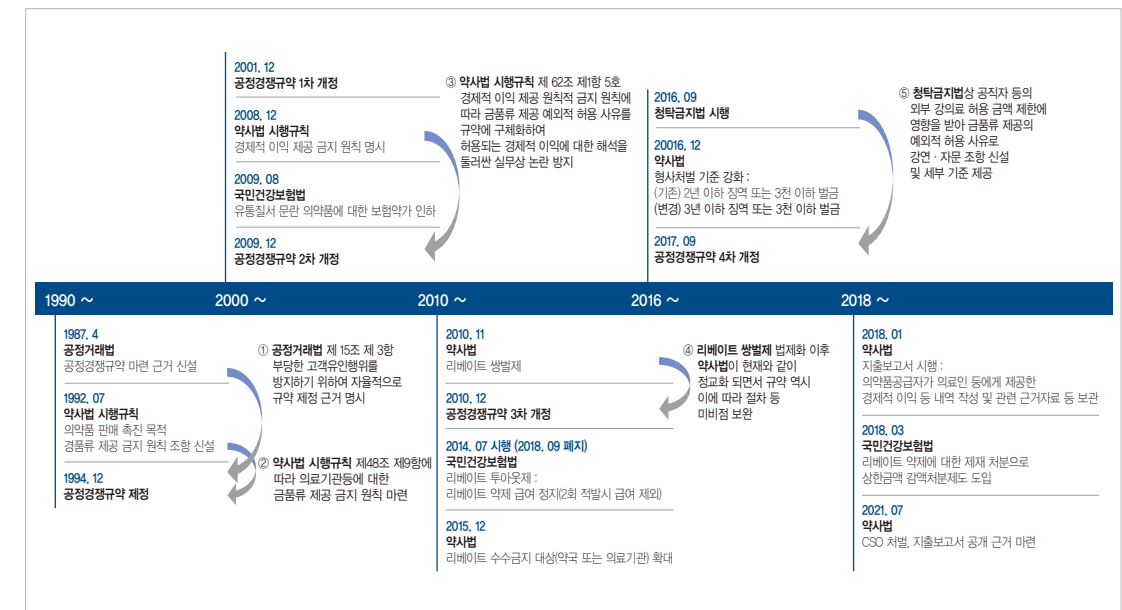 2001. 12
공정경쟁규약 1차 개정
2008. 12
약사법 시행규칙
경제적 이익 제공 금지 원칙 명시
2009. 08
국민건강보험법
유통질서 문란 의약품에 대한 보험약가 인하
2009. 12
공정경쟁규약 2차 개정
③ 약사법 시행규칙 제 62조 제1항 5호
경제적 이익 제공 원칙적 금지 원칙에
따라 금품류 제공 예외적 허용 사유를
규약에 구체화하여
허용되는 경제적 이익에 대한 해석을
둘러싼 실무상 논란 방지
2016. 09
청탁금지법 시행
20016. 12
약사법
형사처벌 기준 강화 :
(기존) 2년 이하 징역 또는 3천 이하 벌금
(변경) 3년 이하 징역 또는 3천 이하 벌금
2017. 09
공정경쟁규약 4차 개정
⑤ 청탁금지법상 공직자 등의
외부 강의료 허용 금액 제한에
영향을 받아 금품류 제공의
예외적 허용 사유로
강연 · 자문 조항 신설
및 세부 기준 제공
1990 ～
2000 ～
2010 ～
2016 ～
2018 ～
1987. 4
공정거래법
공정경쟁규약 마련 근거 신설
1992. 07
약사법 시행규칙
의약품 판매 촉진 목적
경품류 제공 금지 원칙 조항 신설
1994. 12
공정경쟁규약 제정
① 공정거래법 제 15조 제 3항
부당한 고객유인행위를
방지하기 위하여 자율적으로
규약 제정 근거 명시
② 약사법 시행규칙 제48조 제9항에
따라 의료기관등에 대한
금품류 제공 금지 원칙 마련
2010. 11
약사법
리베이트 쌍벌제
2010. 12
공정경쟁규약 3차 개정
2014. 07 시행 (2018. 09 폐지)
국민건강보험법
리베이트 투아웃제 :
리베이트 약제 급여 정지(2회 적발시 급여 제외)
2015. 12
약사법
리베이트 수수금지 대상(약국 또는 의료기관) 확대
④ 리베이트 쌍벌제 법제화 이후
약사법이 현재와 같이
정교화 되면서 규약 역시
이에 따라 절차 등
미비점 보완
2018. 01
약사법
지출보고서 시행 :
의약품공급자가 의료인 등에게 제공한
경제적 이익 등 내역 작성 및 관련 근거자료 등 보관
2018. 03
국민건강보험법
리베이트 약제에 대한 제재 처분으로
상한금액 감액처분제도 도입
2021. 07
약사법
CSO 처벌, 지출보고서 공개 근거 마련